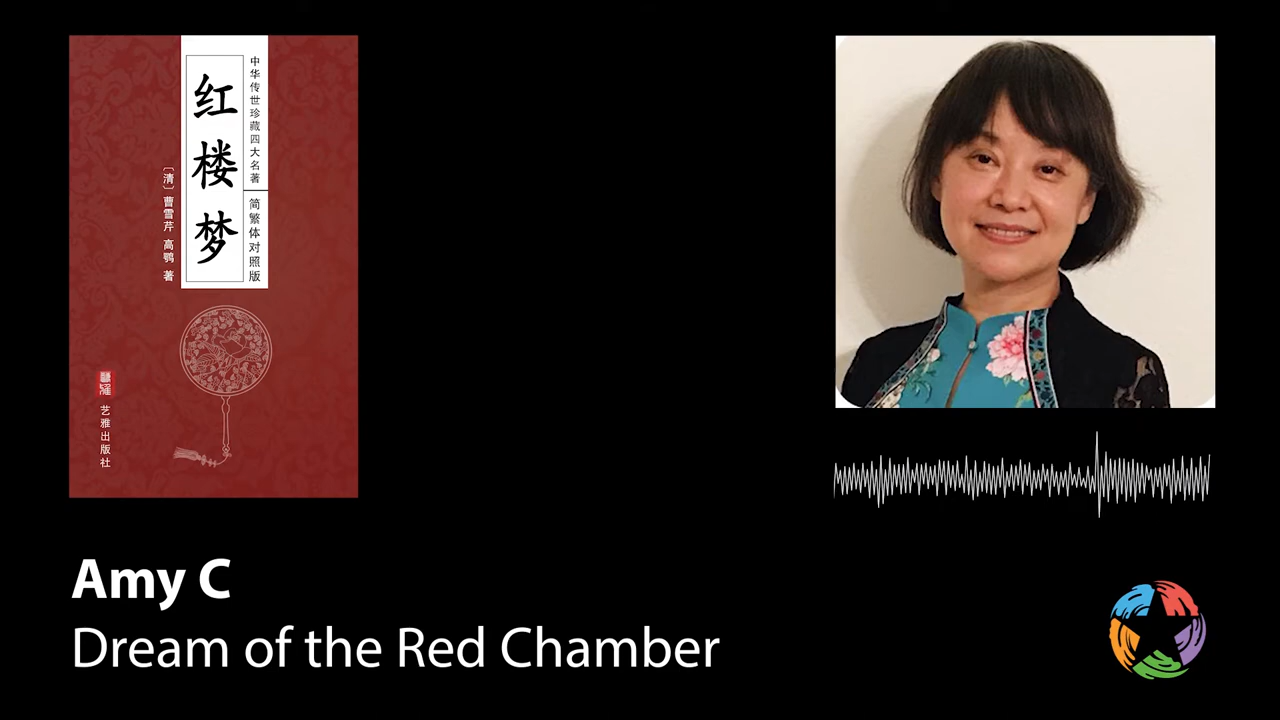 红楼梦
中华传世珍藏四大名著
简繁体对照版
〔清〕曹雪芹 高鹗 著
艺雅出版社
Amy C
Dream of the Red Chamber